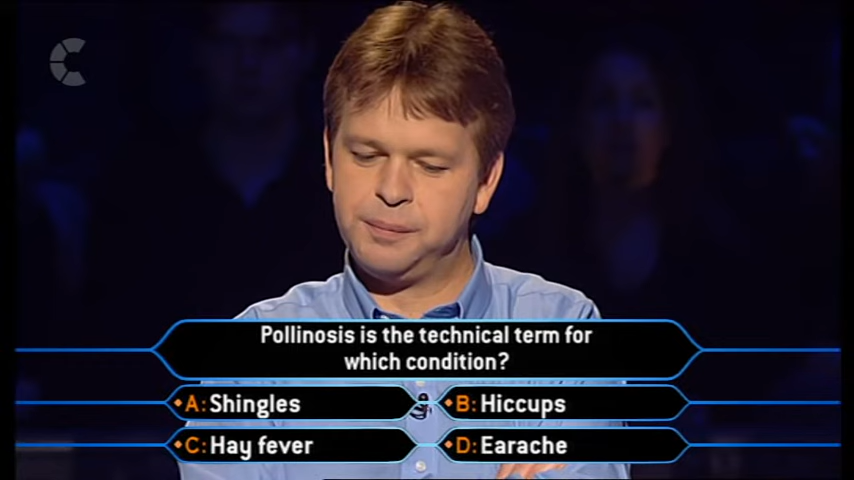 Pollinosis is the technical term for
which condition?
A: Shingles
B: Hiccups
C: Hay fever
D: Earache